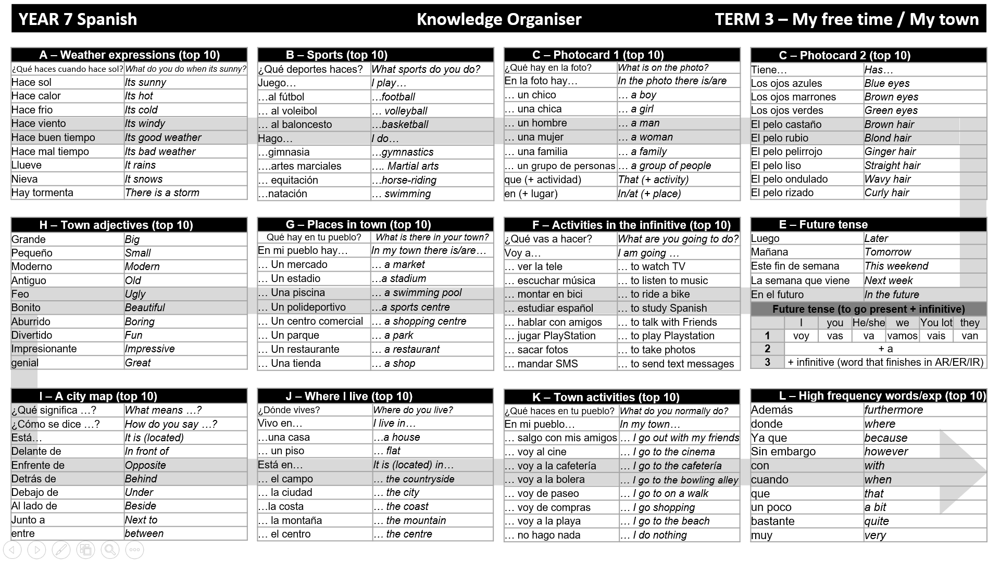 YEAR 7 Spanish Knowledge Organiser TERM 3 – My free time / My town
A – Weather expressions (top 10)
¿Qué haces cuando hace sol? What do you do when its sunny?
Hace sol Its sunny
Hace calor Its hot
Hace frio Its cold
Hace viento Its windy
Hace buen tiempo Its good weather
Hace mal tiempo Its bad weather
Llueve It rains
Nieva It snows
Hay tormenta There is a storm
B – Sports (top 10)
¿Qué deportes haces? What sports do you do?
Juego… I play…
…al fútbol …football
… al voleibol … volleyball
… al baloncesto …basketball
Hago… I do…
…gimnasia …gymnastics
….artes marciales …. Martial arts
… equitación …horse-riding
…natación … swimming
C – Photocard 1 (top 10)
¿Qué hay en la foto? What is on the photo?
En la foto hay… In the photo there is/are
… un chico … a boy
… una chica … a girl
… un hombre … a man
… una mujer … a woman
… una familia … a family
… un grupo de personas … a group of people
que (+ actividad) That (+ activity)
en (+ lugar) In/at (+ place)
C – Photocard 2 (top 10)
Tiene… Has…
Los ojos azules Blue eyes
Los ojos marrones Brown eyes
Los ojos verdes Green eyes
El pelo castaño Brown hair
El pelo rubio Blond hair
El pelo pelirrojo Ginger hair
El pelo liso Straight hair
El pelo ondulado Wavy hair
El pelo rizado Curly hair
H – Town adjectives (top 10)
Grande Big
Pequeño Small
Moderno Modern
Antiguo Old
Feo Ugly
Bonito Beautiful
Aburrido Boring
Divertido Fun
Impresionante Impressive
genial Great
G – Places in town (top 10)
Qué hay en tu pueblo? What is there in your town?
En mi pueblo hay… In my town there is/are…
… Un mercado … a market
… Un estadio …a stadium
… Una piscina … a swimming pool
… Un polideportivo …a sports centre
… Un centro comercial … a shopping centre
… Un parque … a park
… Un restaurante … a restaurant
… Una tienda … a shop
F – Activities in the infinitive (top 10)
¿Qué vas a hacer? What are you going to do?
Voy a… I am going …
… ver la tele … to watch TV
… escuchar música … to listen to music
… montar en bici … to ride a bike
… estudiar español … to study Spanish
… hablar con amigos … to talk with Friends
… jugar PlayStation … to play Playstation
… sacar fotos … to take photos
… mandar SMS … to send text messages
E – Future tense
Luego Later
Mañana Tomorrow
Este fin de semana This weekend
La semana que viene Next week
En el futuro In the future
Future tense (to go present + infinitive)
I you He/she we You lot they
1 voy vas va vamos vais van
2 + a
3 + infinitive (word that finishes in AR/ER/IR)
I – A city map (top 10)
¿Qué significa …? What means …?
¿Cómo se dice …? How do you say …?
Está… It is (located)
Delante de In front of
Enfrente de Opposite
Detrás de Behind
Debajo de Under
Al lado de Beside
Junto a Next to
entre between
J – Where I live (top 10)
¿Dónde vives? Where do you live?
Vivo en… I live in…
…una casa …a house
… un piso … flat
Está en… It is (located) in…
… el campo … the countryside
… la ciudad … the city
…la costa … the coast
… la montaña … the mountain
… el centro … the centre
K – Town activities (top 10)
¿Qué haces en tu pueblo? What do you normally do?
En mi pueblo… In my town…
… salgo con mis amigos … I go out with my friends
… voy al cine … I go to the cinema
… voy a la cafetería … I go to the cafetería
… voy a la bolera … I go to the bowling alley
… voy de paseo … I go to on a walk
… voy de compras … I go shopping
… voy a la playa … I go to the beach
… no hago nada … I do nothing
L – High frequency words/exp (top 10)
Además furthermore
donde where
Ya que because
Sin embargo however
con with
cuando when
que that
un poco a bit
bastante quite
muy very